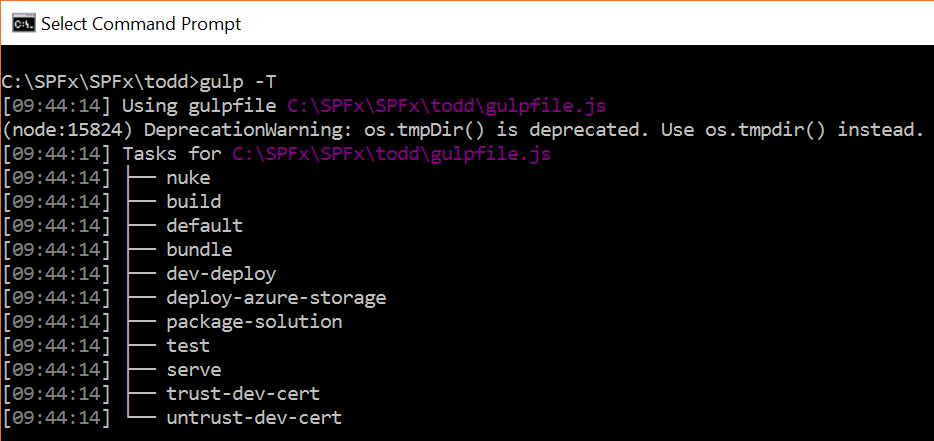 Select Command Prompt
C:\SPFx\SPFx\todd>gulp -T
[09:44:14] Using gulpfile C:\SPFx\SPFx\todd\gulpfile.js
(node:15824) DeprecationWarning: os.tmpDir() is deprecated. Use os.tmpdir() instead.
[09:44:14] Tasks for C:\SPFx\SPFx\todd\gulpfile.js
[09:44:14] ├── nuke
[09:44:14] ├── build
[09:44:14] ├── default
[09:44:14] ├── bundle
[09:44:14] ├── dev-deploy
[09:44:14] ├── deploy-azure-storage
[09:44:14] ├── package-solution
[09:44:14] ├── test
[09:44:14] ├── serve
[09:44:14] ├── trust-dev-cert
[09:44:14] └── untrust-dev-cert